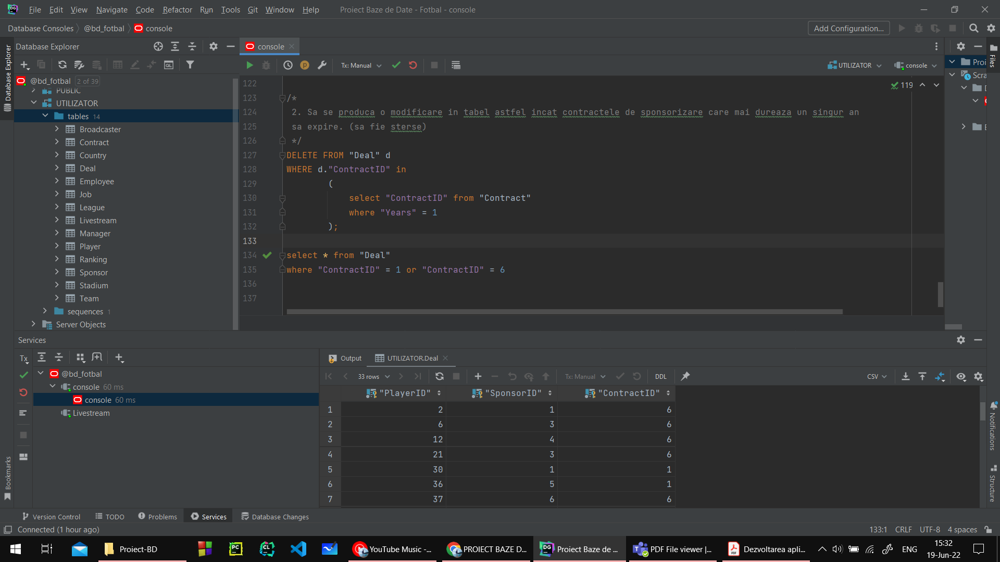 File Edit View Navigate Code Refactor Run Tools Git Window Help Proiect Baze de Date - Fotbal - console
Database Consoles @bd_fotbal console Add Configuration...
Database Explorer
console
Tx: Manual UTILIZATOR console
@bd_fotbal 2 of 39
PUBLIC
UTILIZATOR
tables 14
Broadcaster
Contract
Country
Deal
Employee
Job
League
Livestream
Manager
Player
Ranking
Sponsor
Stadium
Team
sequences 1
Server Objects
119
122
123 /*
124 2. Sa se produca o modificare in tabel astfel incat contractele de sponsorizare care mai dureaza un singur an
125 sa expire. (sa fie sterse)
126 */
127 DELETE FROM "Deal" d
128 WHERE d."ContractID" in
129 (
130 select "ContractID" from "Contract"
131 where "Years" = 1
132 );
133
134 select * from "Deal"
135 where "ContractID" = 1 or "ContractID" = 6
136
137
Proi
Scra
Database Explorer
Files
Services
Tx
@bd_fotbal
console 60 ms
console 60 ms
Livestream
Output UTILIZATOR.Deal
33 rows Tx: Manual DDL CSV
"PlayerID" "SponsorID" "ContractID"
1 2 1 6
2 6 3 6
3 12 4 6
4 21 3 6
5 30 1 1
6 36 5 1
7 37 6 6
Bookmarks
Notifications
Structure
Version Control TODO Problems Services Database Changes
Connected (1 hour ago) 133:1 CRLF UTF-8 4 spaces
Proiect-BD YouTube Music -... PROIECT BAZE D... Proiect Baze de ... PDF File viewer |... Dezvoltarea apli... ENG 15:32
19-Jun-22